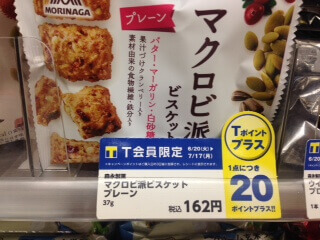 MORINAGA
プレーン
マクロビ派
ビスケット
バター・マーガリン・白砂糖
果汁づけクランベリー
素材由来の食物繊維・鉄分
T会員限定
6/20(火)▶
7/17(月)
Tポイント
プラス
1点につき
20
ポイントプラス!!
森永製菓
マクロビ派ビスケット
プレーン
37g
税込 162円